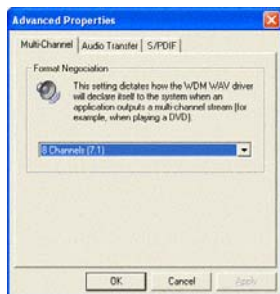 Advanced Properties
Multi-Channel
Audio Transfer
S/PDIF
Format Negociation
This setting dictates how the WDM WAV driver
will declare itself to the system when an
application outputs a multi-channel stream (for
example, when playing a DVD).
8 Channels (7.1)
OK
Cancel
Apply